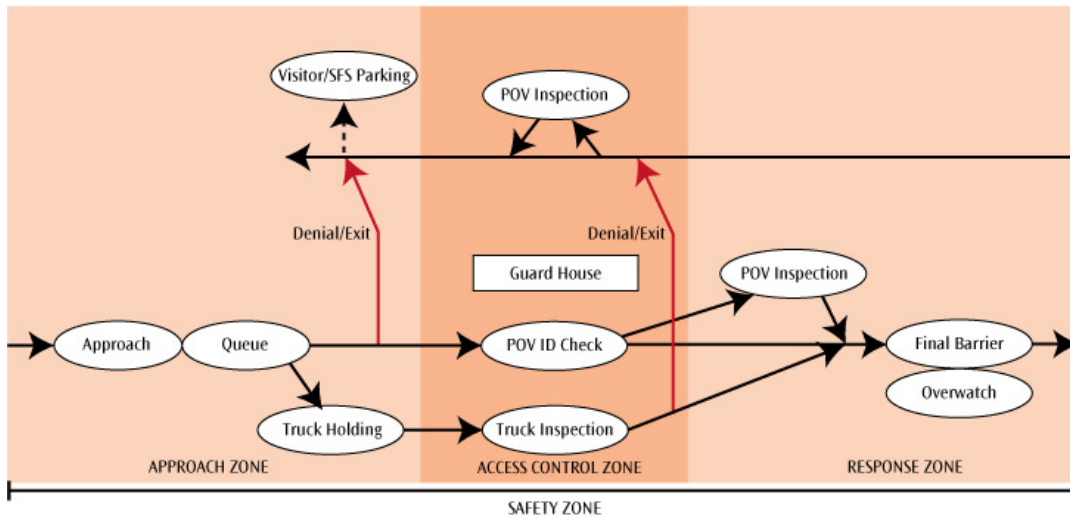 Visitor/SFS Parking
POV Inspection
Denial/Exit
Denial/Exit
Guard House
POV Inspection
Approach
Queue
POV ID Check
Final Barrier
Overwatch
Truck Holding
Truck Inspection
APPROACH ZONE
ACCESS CONTROL ZONE
RESPONSE ZONE
SAFETY ZONE